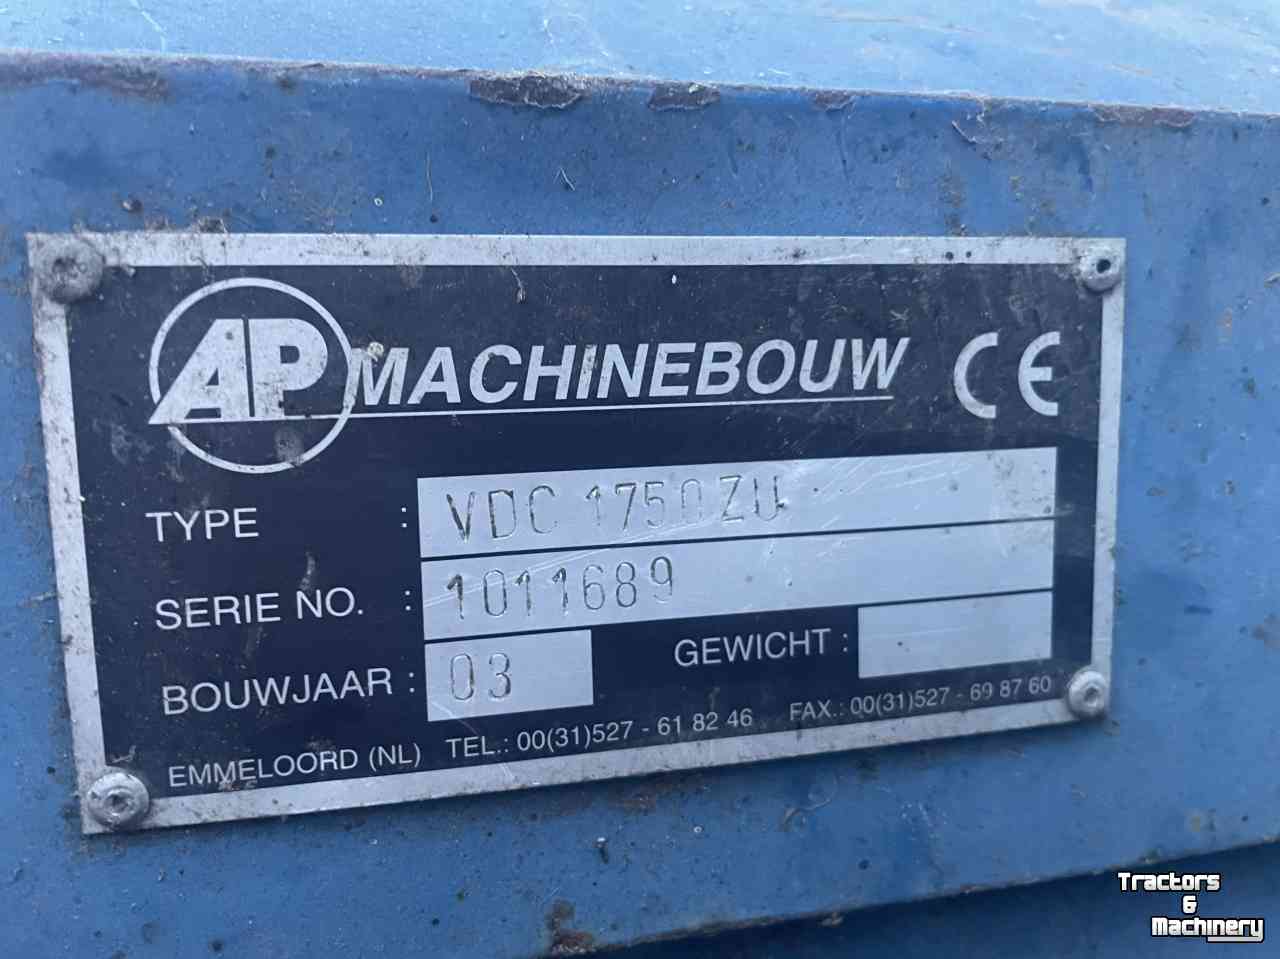 AP MACHINEBOUW CE
TYPE : VDC 1750ZU
SERIE NO. : 1011689
BOUWJAAR : 03 GEWICHT :
EMMELOORD (NL) TEL.: 00(31)527 - 61 82 46 FAX.: 00(31)527 - 69 87 60
Tractors
&
Machinery